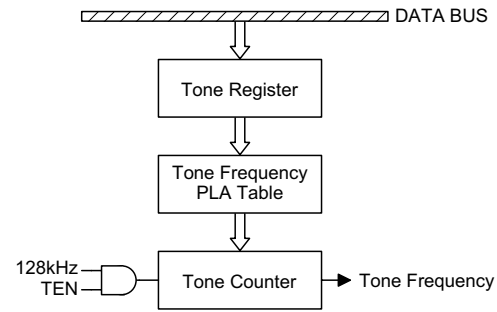 DATA BUS
Tone Register
Tone Frequency
PLA Table
128kHz
TEN
Tone Counter
Tone Frequency